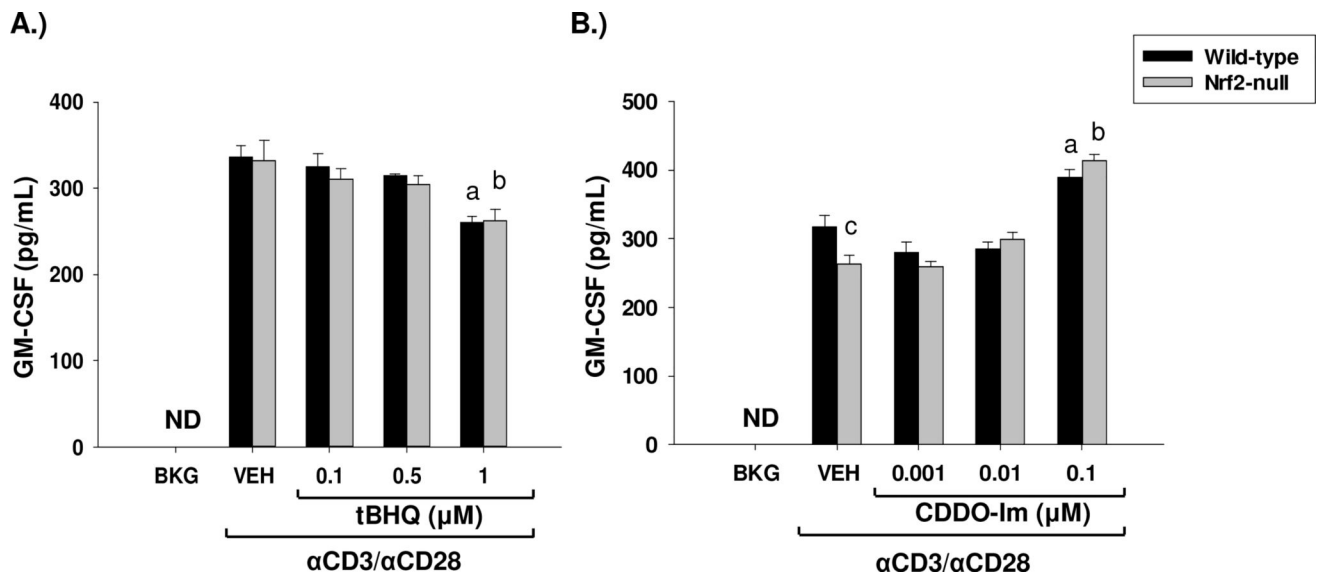 A.)
B.)
Wild-type
Nrf2-null
GM-CSF (pg/mL)
400
300
200
100
0
ND
a
b
BKG
VEH
0.1
0.5
1
tBHQ (µM)
αCD3/αCD28
GM-CSF (pg/mL)
500
400
300
200
100
0
ND
c
a
b
BKG
VEH
0.001
0.01
0.1
CDDO-Im (µM)
αCD3/αCD28